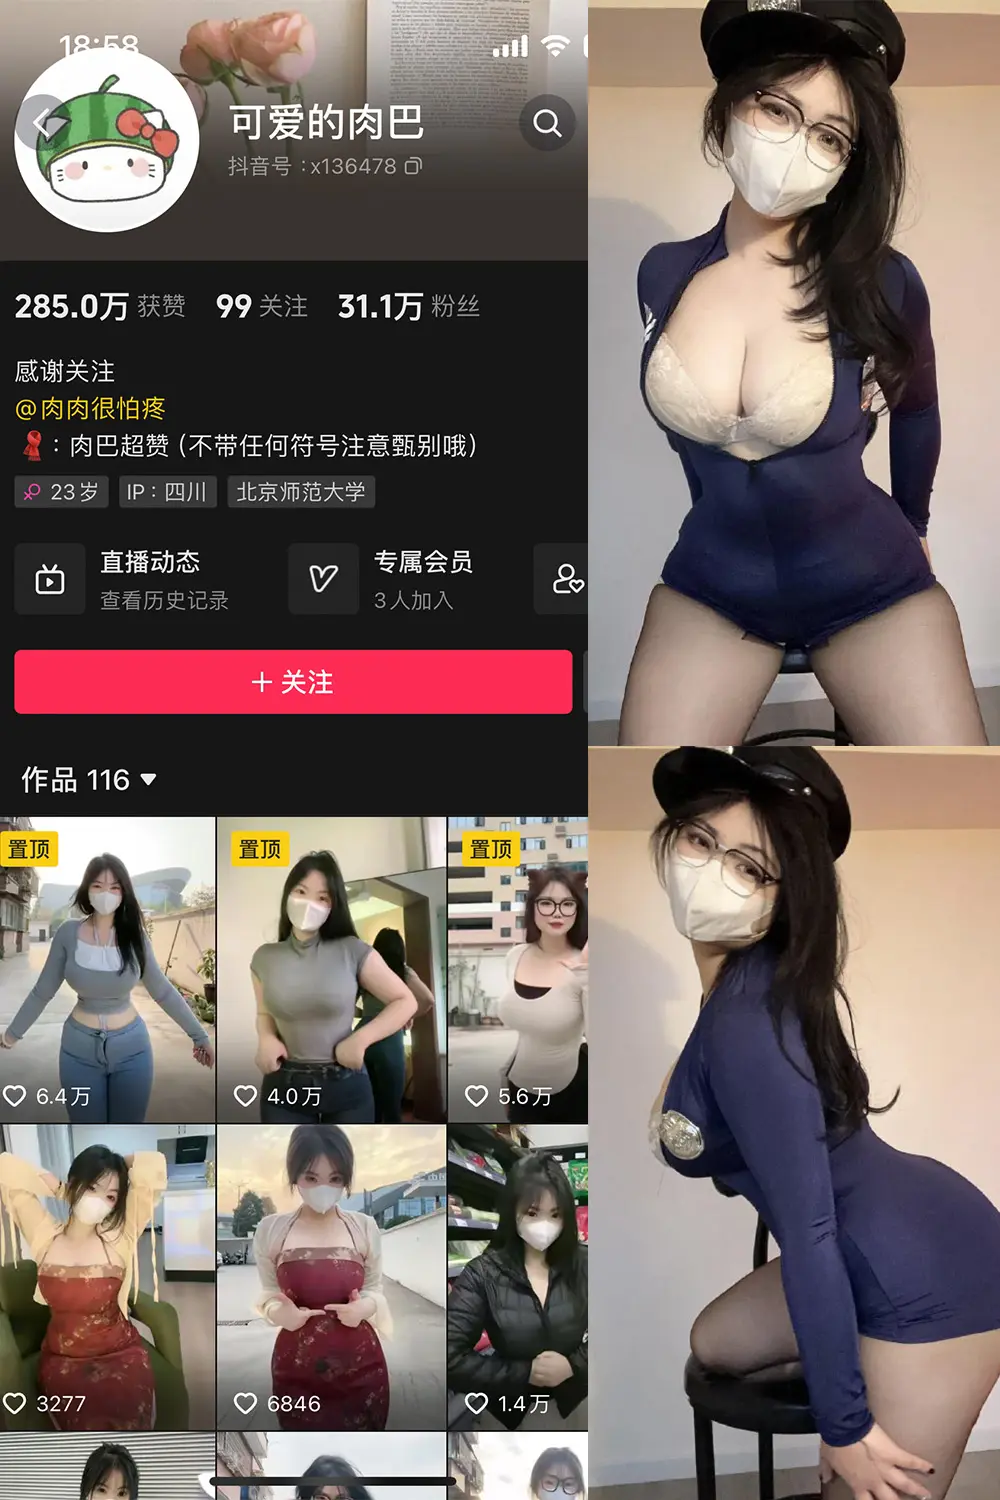 18:58
可爱的肉巴
抖音号：x136478
285.0万 获赞 99 关注 31.1万 粉丝
感谢关注
@肉肉很怕疼
：肉巴超赞（不带任何符号注意甄别哦）
23岁 IP：四川 北京师范大学
直播动态 专属会员
查看历史记录 3人加入
+ 关注
作品 116
置顶 置顶 置顶
6.4万 4.0万 5.6万
3277 6846 1.4万